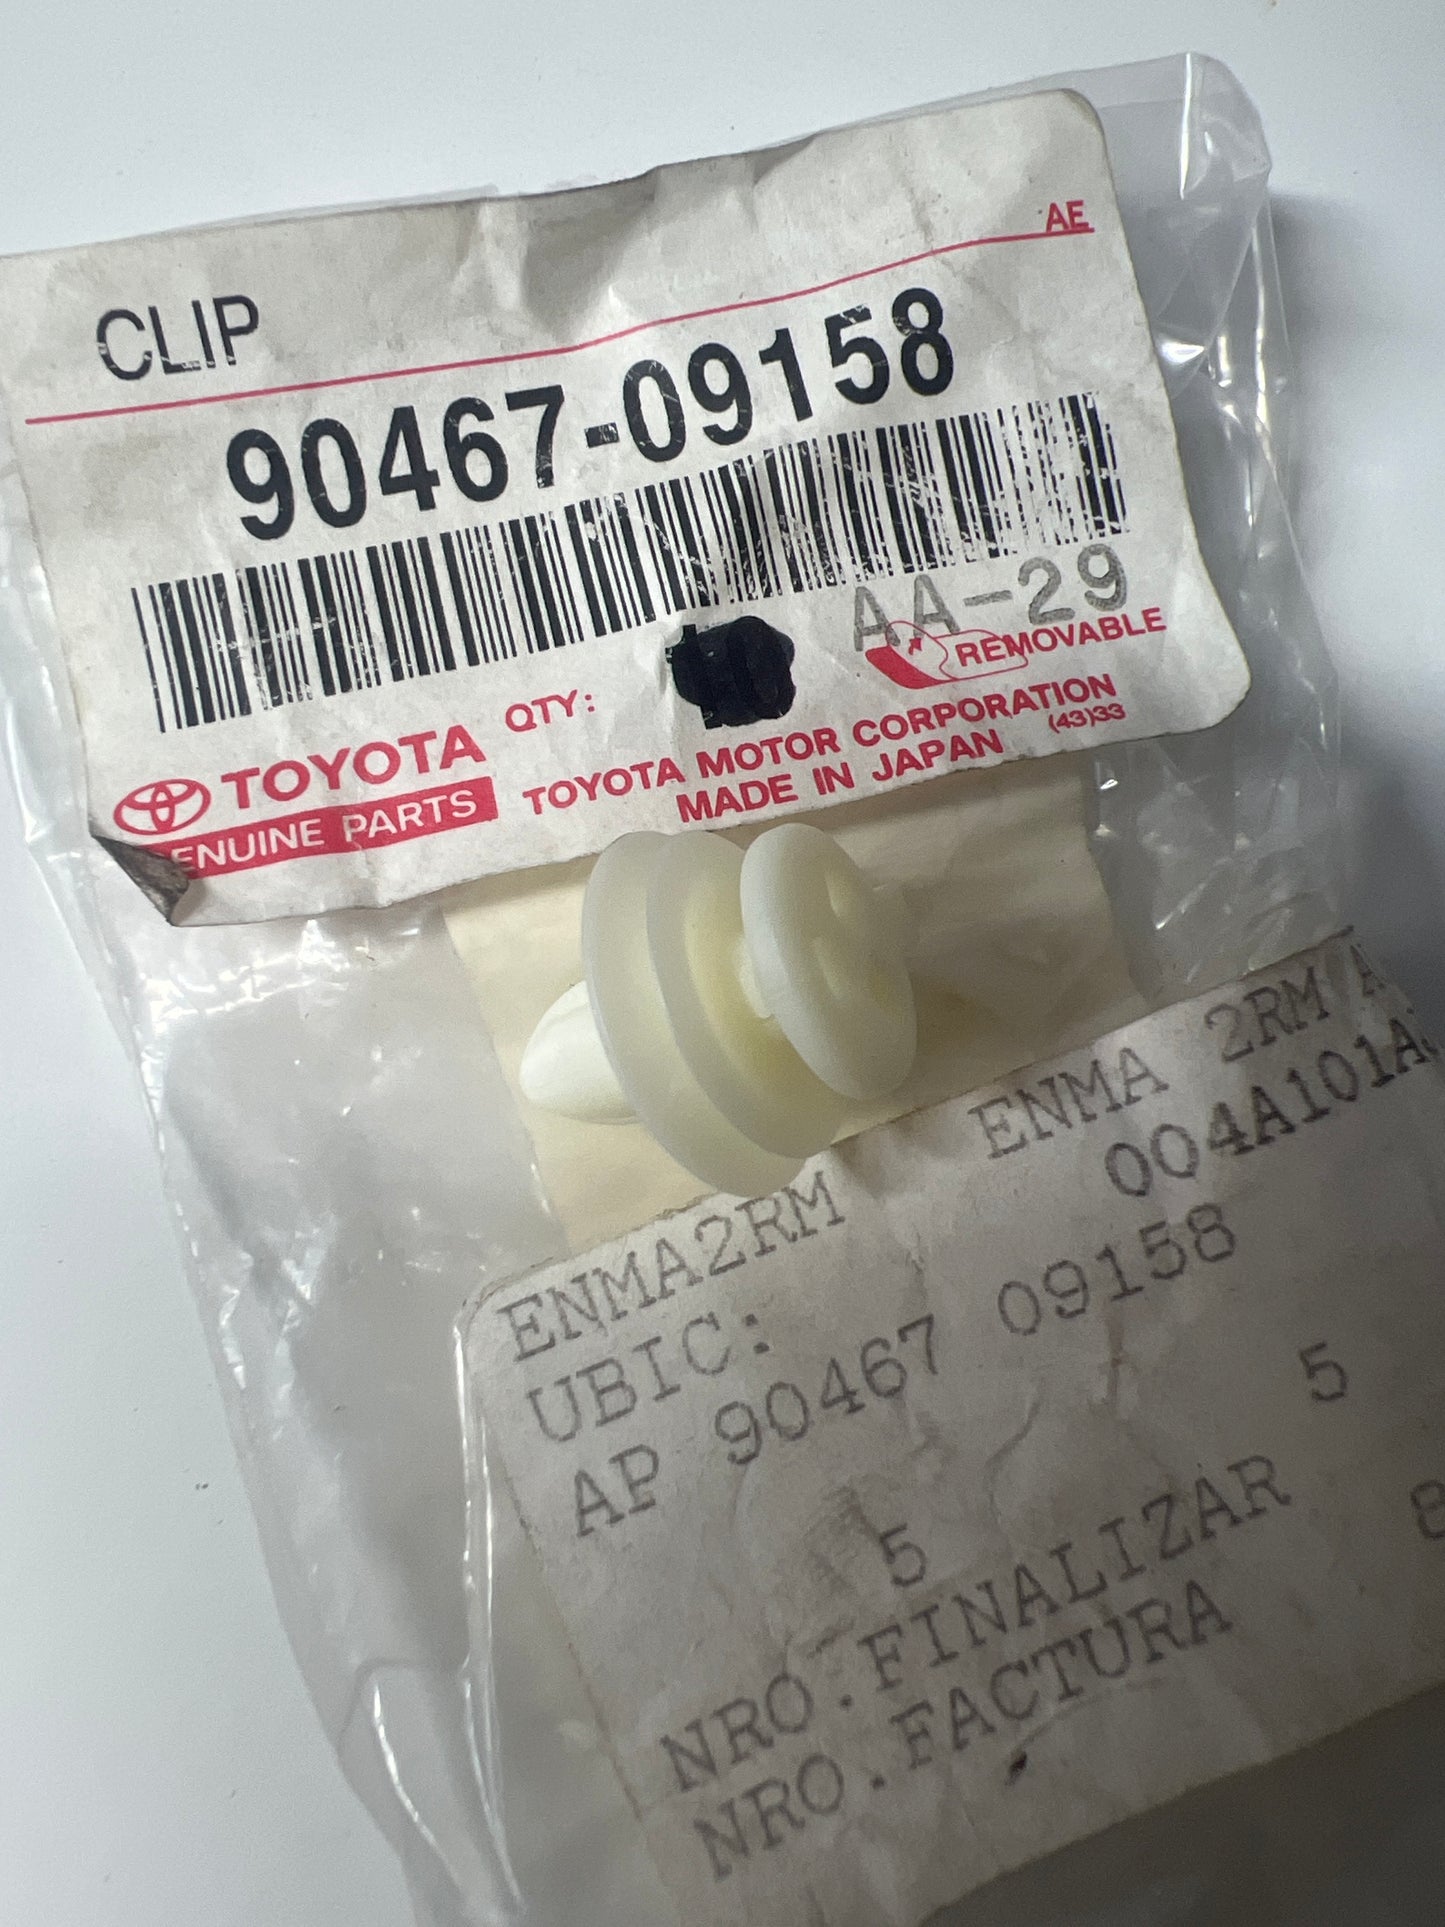 AE
CLIP
90467-09158
AA-29
REMOVABLE
QTY:
TOYOTA
ENUINE PARTS
TOYOTA MOTOR CORPORATION
MADE IN JAPAN (43)33
ENMA2RM ENMA 2RM A
UBIC: 004A101A
AP 90467 09158
5 5
NRO.FINALIZAR 8
NRO.FACTURA